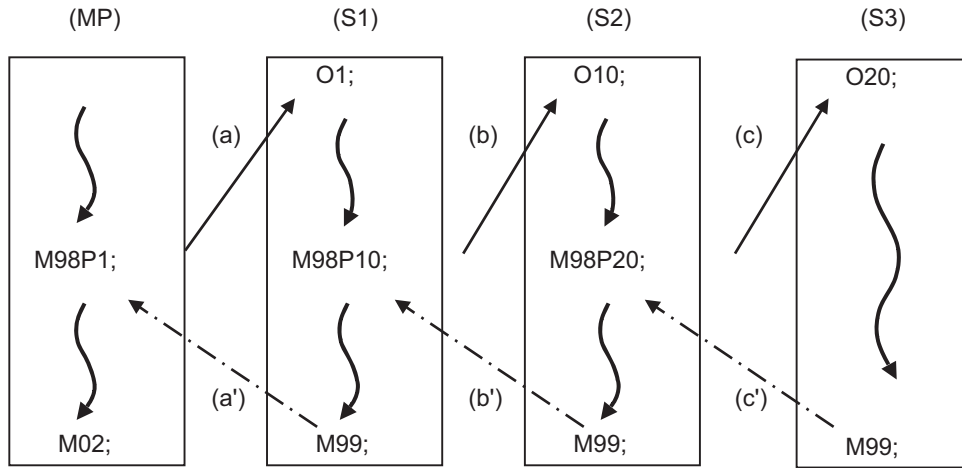 (MP) (S1) (S2) (S3)
O1; O10; O20;
(a) (b) (c)
M98P1; M98P10; M98P20;
(a') (b') (c')
M02; M99; M99; M99;